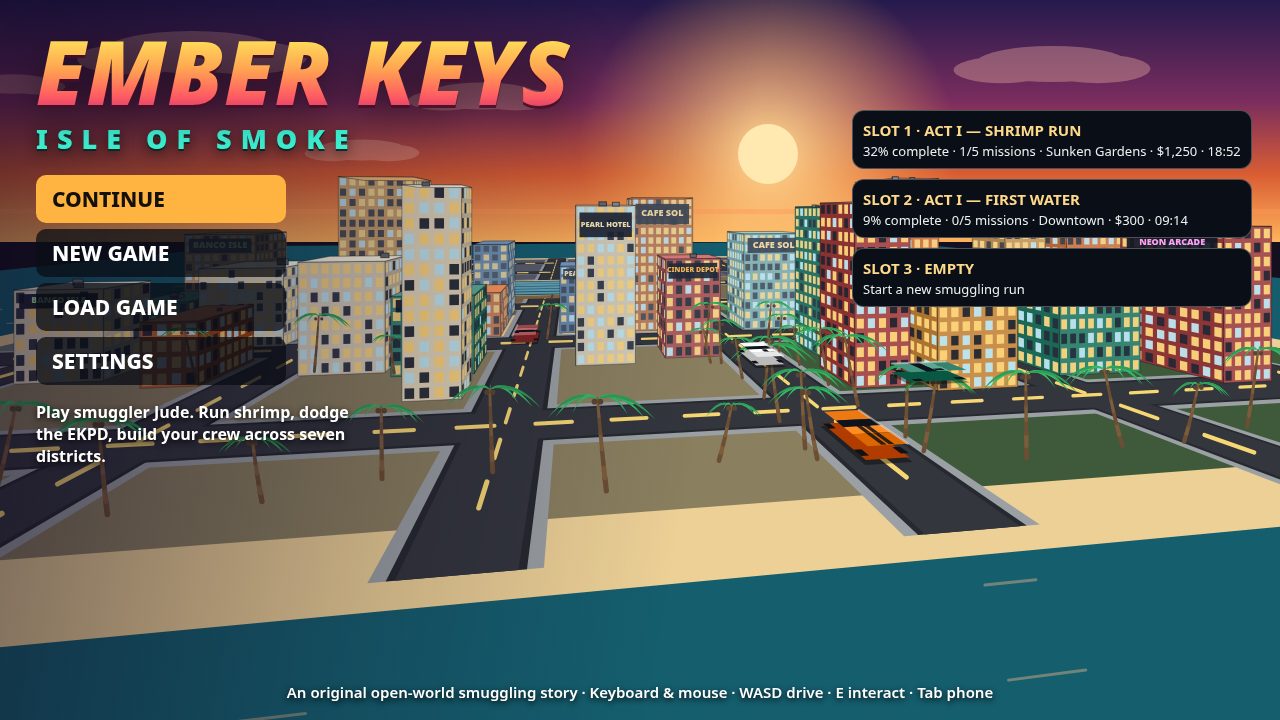 EMBER KEYS
ISLE OF SMOKE
CONTINUE
NEW GAME
LOAD GAME
SETTINGS
Play smuggler Jude. Run shrimp, dodge
the EKPD, build your crew across seven
districts.
SLOT 1 · ACT I — SHRIMP RUN
32% complete · 1/5 missions · Sunken Gardens · $1,250 · 18:52
SLOT 2 · ACT I — FIRST WATER
9% complete · 0/5 missions · Downtown · $300 · 09:14
SLOT 3 · EMPTY
Start a new smuggling run
BANCO ISLE
PEARL HOTEL
CAFE SOL
CINDER DEPOT
CAFE SOL
NEON ARCADE
An original open-world smuggling story · Keyboard & mouse · WASD drive · E interact · Tab phone